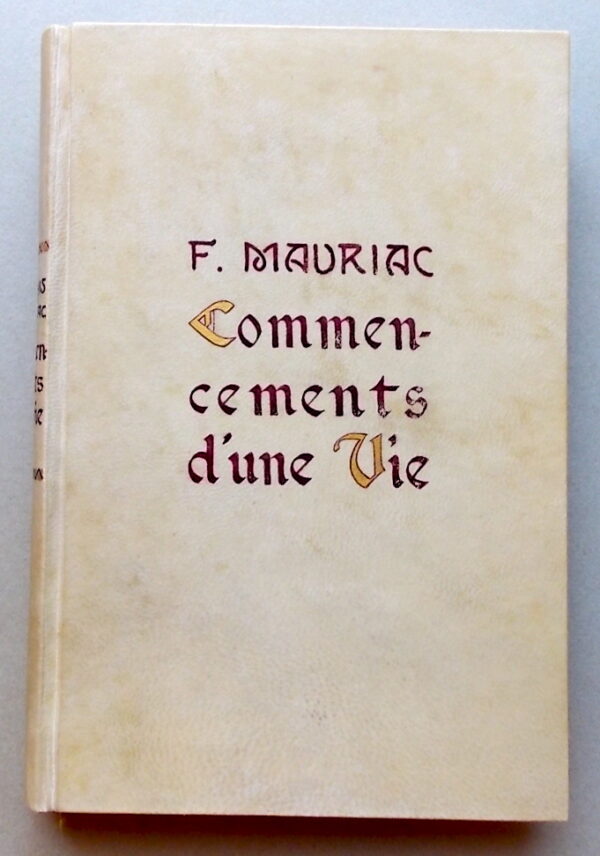 F. MAURIAC
Commen-
cements
d'une Vie